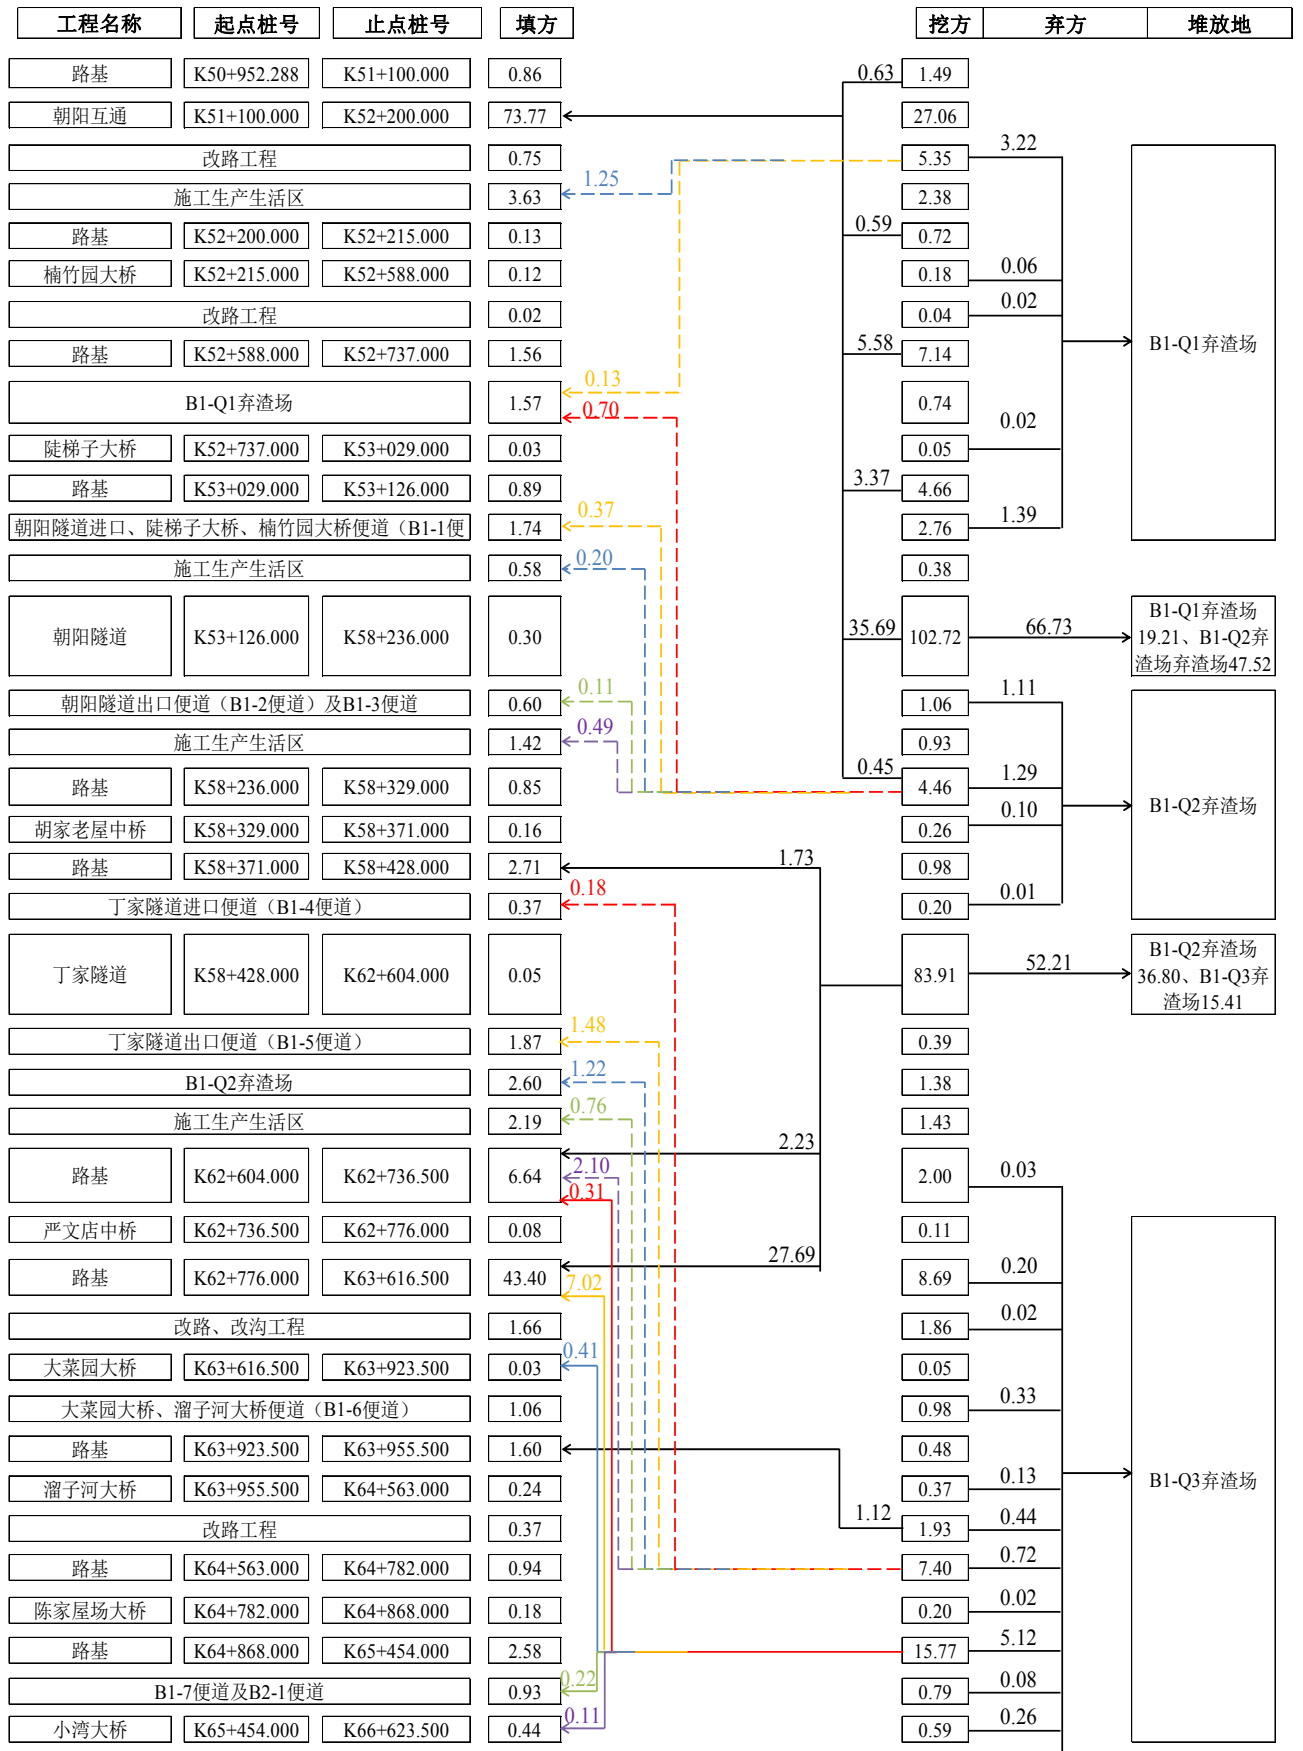 工程名称 起点桩号 止点桩号 填方 挖方 弃方 堆放地
路基 K50+952.288 K51+100.000 0.86 0.63 1.49
朝阳互通 K51+100.000 K52+200.000 73.77 27.06
改路工程 0.75 5.35 3.22
施工生产生活区 3.63 1.25 2.38
路基 K52+200.000 K52+215.000 0.13 0.59 0.72
楠竹园大桥 K52+215.000 K52+588.000 0.12 0.18 0.06
改路工程 0.02 0.04 0.02
路基 K52+588.000 K52+737.000 1.56 5.58 7.14
B1-Q1弃渣场
B1-Q1弃渣场 1.57 0.13 0.70 0.74
陡梯子大桥 K52+737.000 K53+029.000 0.03 0.05 0.02
路基 K53+029.000 K53+126.000 0.89 3.37 4.66
朝阳隧道进口、陡梯子大桥、楠竹园大桥便道（B1-1便 1.74 0.37 2.76 1.39
施工生产生活区 0.58 0.20 0.38
朝阳隧道 K53+126.000 K58+236.000 0.30 35.69 102.72 66.73
B1-Q1弃渣场
19.21、B1-Q2弃
渣场弃渣场47.52
朝阳隧道出口便道（B1-2便道）及B1-3便道 0.60 0.11 1.06 1.11
施工生产生活区 1.42 0.49 0.93
路基 K58+236.000 K58+329.000 0.85 0.45 4.46 1.29
B1-Q2弃渣场
胡家老屋中桥 K58+329.000 K58+371.000 0.16 0.26 0.10
路基 K58+371.000 K58+428.000 2.71 1.73 0.98
丁家隧道进口便道（B1-4便道） 0.37 0.18 0.20 0.01
丁家隧道 K58+428.000 K62+604.000 0.05 83.91 52.21
B1-Q2弃渣场
36.80、B1-Q3弃
渣场15.41
丁家隧道出口便道（B1-5便道） 1.87 1.48 0.39
B1-Q2弃渣场 2.60 1.22 1.38
施工生产生活区 2.19 0.76 1.43
路基 K62+604.000 K62+736.500 6.64 2.10 0.31 2.23 2.00 0.03
严文店中桥 K62+736.500 K62+776.000 0.08 0.11
路基 K62+776.000 K63+616.500 43.40 7.02 27.69 8.69 0.20
改路、改沟工程 1.66 1.86 0.02
大菜园大桥 K63+616.500 K63+923.500 0.03 0.41 0.05
大菜园大桥、溜子河大桥便道（B1-6便道） 1.06 0.98 0.33
路基 K63+923.500 K63+955.500 1.60 0.48
B1-Q3弃渣场
溜子河大桥 K63+955.500 K64+563.000 0.24 0.37 0.13
改路工程 0.37 1.12 1.93 0.44
路基 K64+563.000 K64+782.000 0.94 7.40 0.72
陈家屋场大桥 K64+782.000 K64+868.000 0.18 0.20 0.02
路基 K64+868.000 K65+454.000 2.58 15.77 5.12
B1-7便道及B2-1便道 0.93 0.22 0.79 0.08
小湾大桥 K65+454.000 K66+623.500 0.44 0.11 0.59 0.26